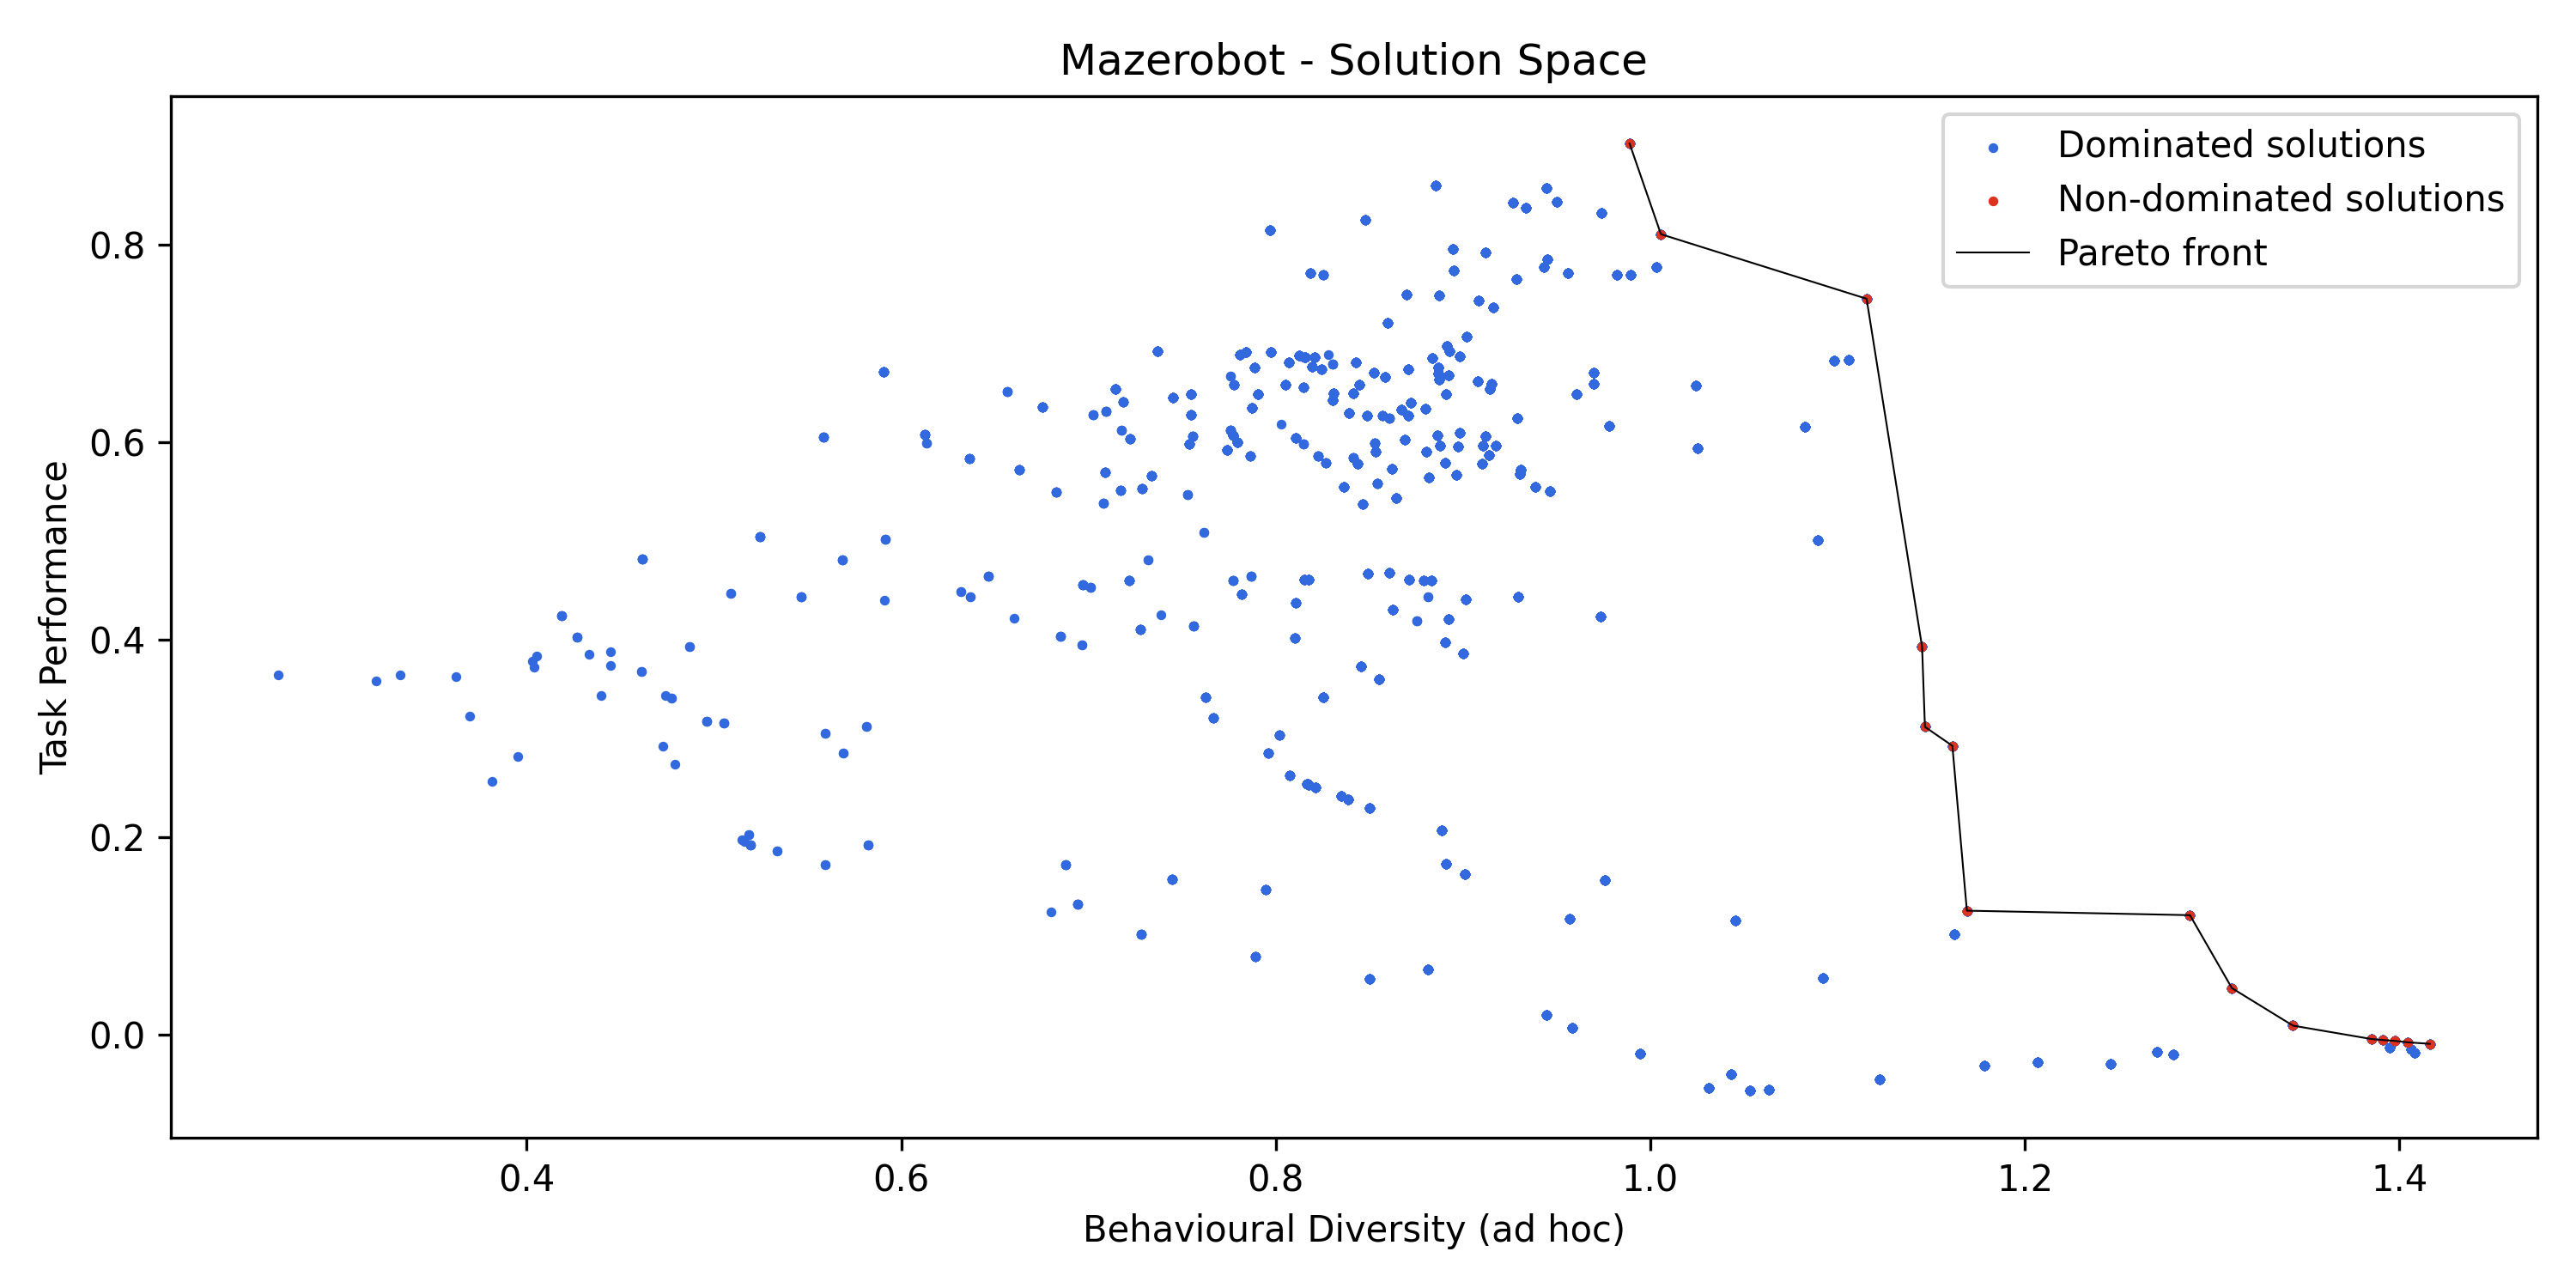 Mazerobot - Solution Space
Dominated solutions
Non-dominated solutions
Pareto front
Task Performance
0.8
0.6
0.4
0.2
0.0
0.4 0.6 0.8 1.0 1.2 1.4
Behavioural Diversity (ad hoc)